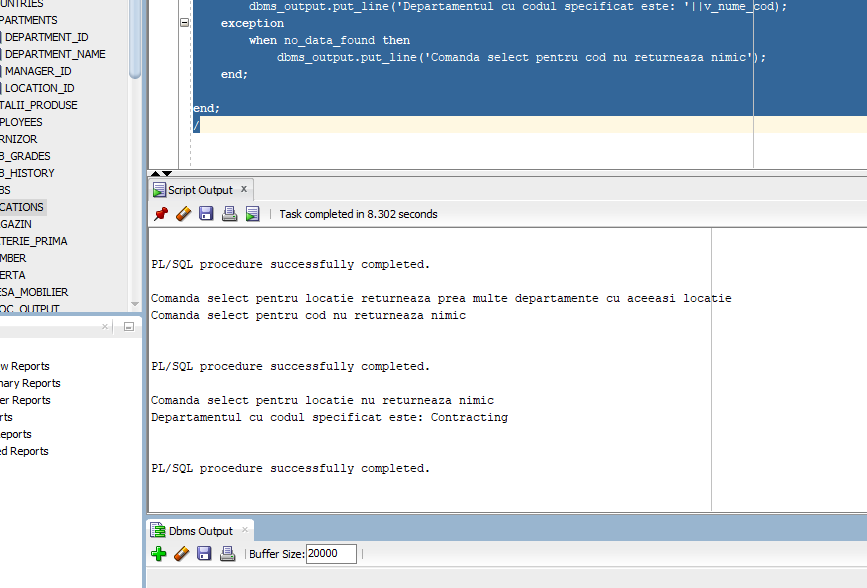 UNTRIES
PARTMENTS
DEPARTMENT_ID
DEPARTMENT_NAME
MANAGER_ID
LOCATION_ID
TALII_PRODUSE
PLOYEES
RNIZOR
B_GRADES
B_HISTORY
BS
CATIONS
GAZIN
TERIE_PRIMA
MBER
ERTA
ESA_MOBILIER
OC_OUTPUT
w Reports
nary Reports
er Reports
rts
eports
ed Reports
dbms_output.put_line('Departamentul cu codul specificat este: '||v_nume_cod);
exception
when no_data_found then
dbms_output.put_line('Comanda select pentru cod nu returneaza nimic');
end;
end;
/
Script Output x
Task completed in 8.302 seconds
PL/SQL procedure successfully completed.
Comanda select pentru locatie returneaza prea multe departamente cu aceeasi locatie
Comanda select pentru cod nu returneaza nimic
PL/SQL procedure successfully completed.
Comanda select pentru locatie nu returneaza nimic
Departamentul cu codul specificat este: Contracting
PL/SQL procedure successfully completed.
Dbms Output
Buffer Size: 20000